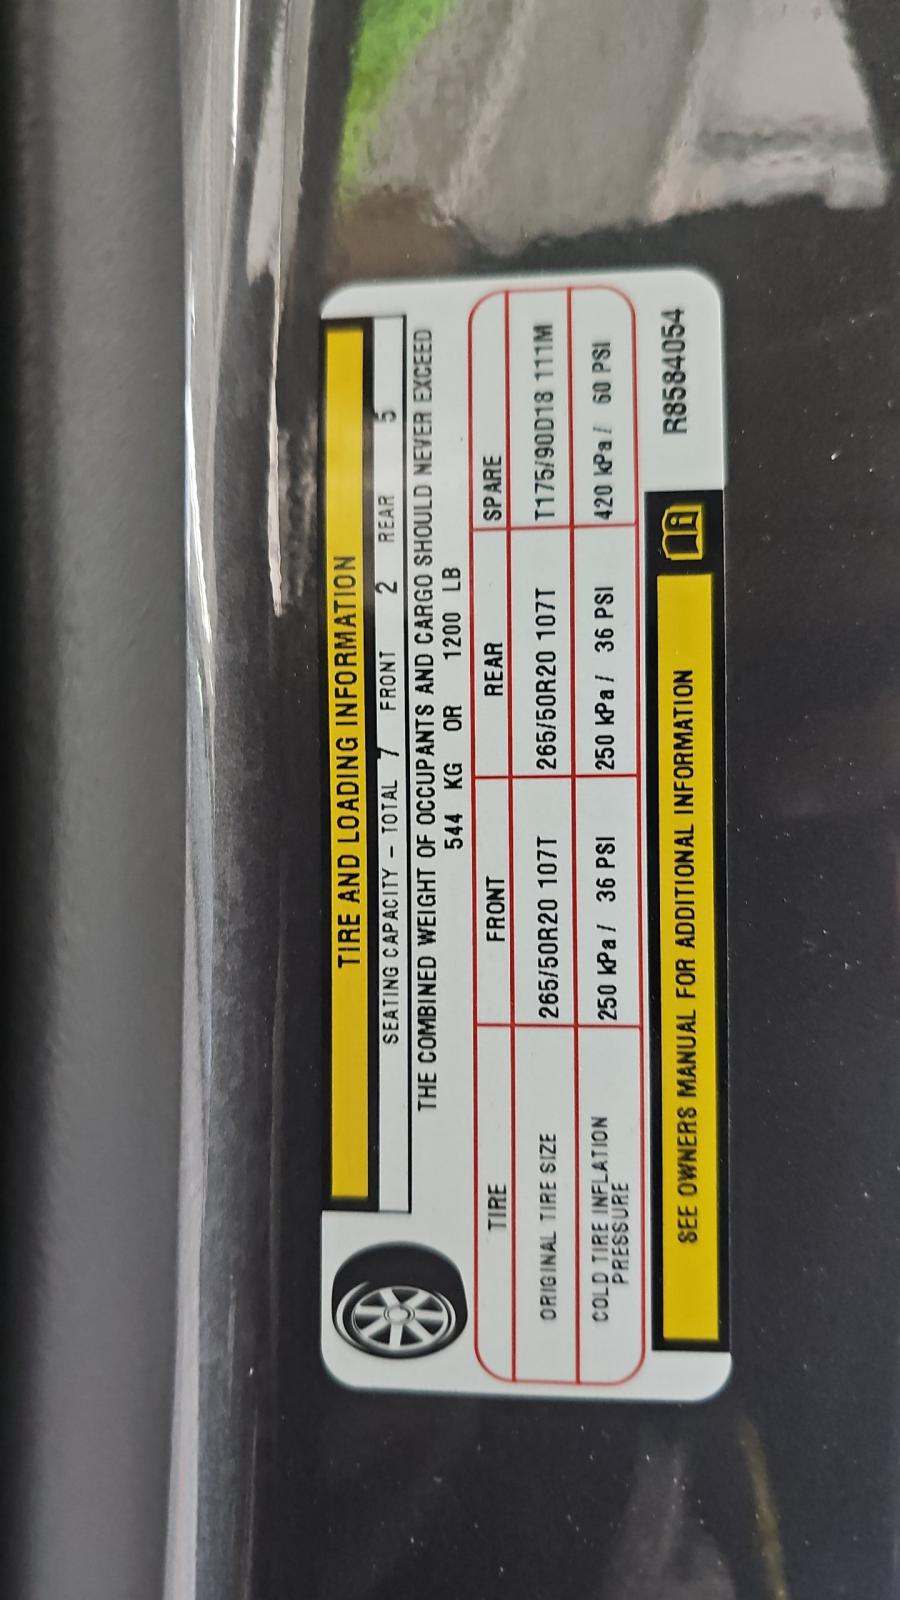 TIRE AND LOADING INFORMATION
SEATING CAPACITY – TOTAL 7 FRONT 2 REAR 5
THE COMBINED WEIGHT OF OCCUPANTS AND CARGO SHOULD NEVER EXCEED
544 KG OR 1200 LB
TIRE FRONT REAR SPARE
ORIGINAL TIRE SIZE 265/50R20 107T 265/50R20 107T T175/90D18 111M
COLD TIRE INFLATION PRESSURE 250 kPa / 36 PSI 250 kPa / 36 PSI 420 kPa / 60 PSI
SEE OWNERS MANUAL FOR ADDITIONAL INFORMATION
R8584054